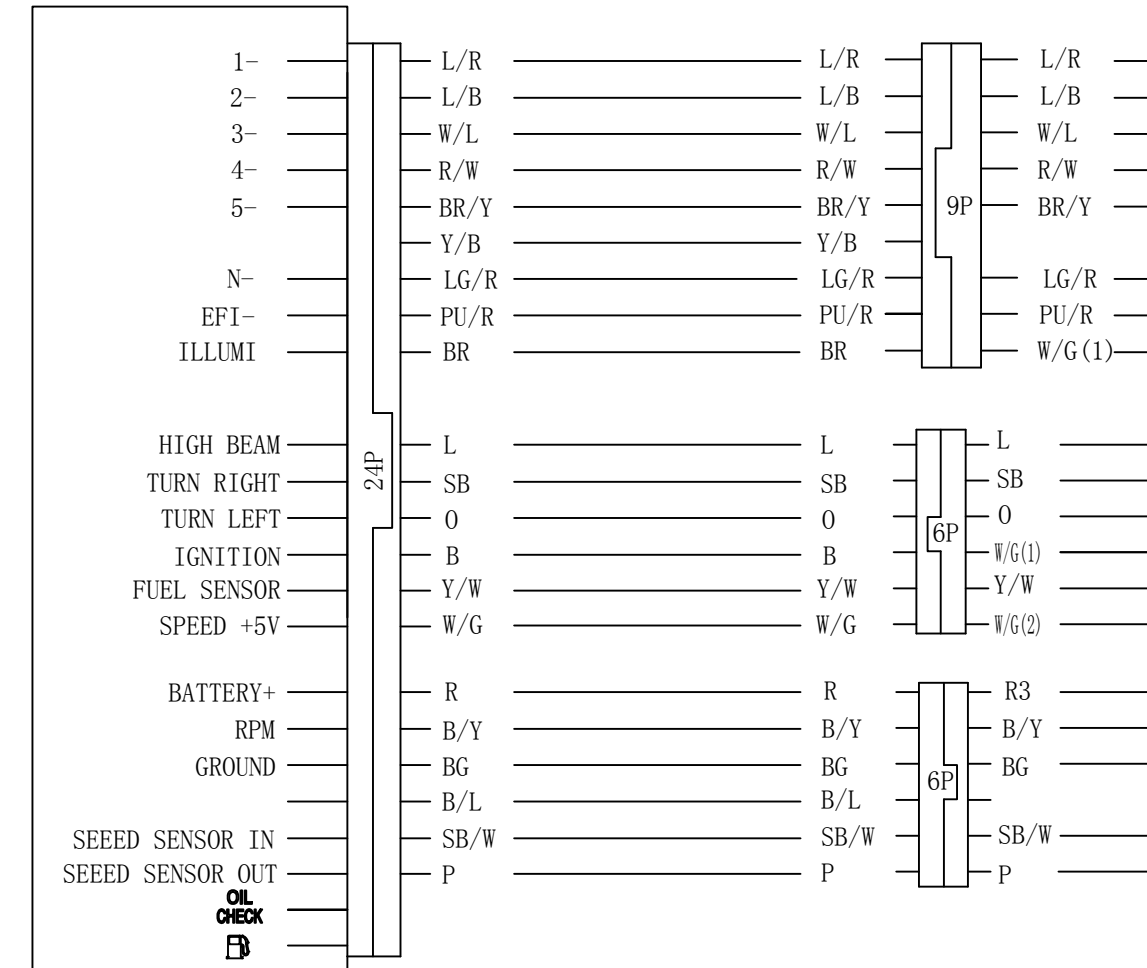 1- L/R L/R L/R
2- L/B L/B L/B
3- W/L W/L W/L
4- R/W R/W R/W
5- BR/Y BR/Y 9P BR/Y
Y/B Y/B
N- LG/R LG/R LG/R
EFI- PU/R PU/R PU/R
ILLUMI BR BR W/G(1)
HIGH BEAM L L L
24P
TURN RIGHT SB SB SB
TURN LEFT O O O
6P
IGNITION B B W/G(1)
FUEL SENSOR Y/W Y/W Y/W
SPEED +5V W/G W/G W/G(2)
BATTERY+ R R R3
RPM B/Y B/Y B/Y
GROUND BG BG BG
6P
B/L B/L
SEEED SENSOR IN SB/W SB/W SB/W
SEEED SENSOR OUT P P P
OIL
CHECK